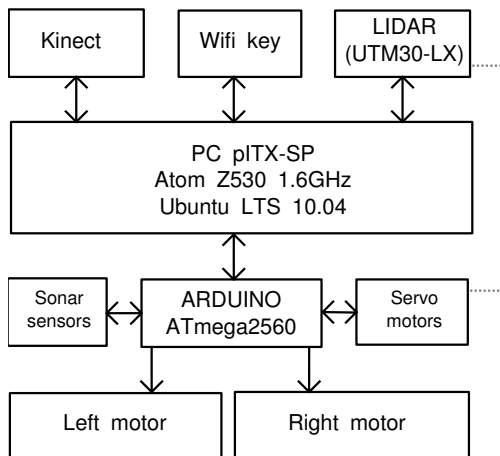 Kinect
Wifi key
LIDAR
(UTM30-LX)
PC pITX-SP
Atom Z530 1.6GHz
Ubuntu LTS 10.04
Sonar
sensors
ARDUINO
ATmega2560
Servo
motors
Left motor
Right motor